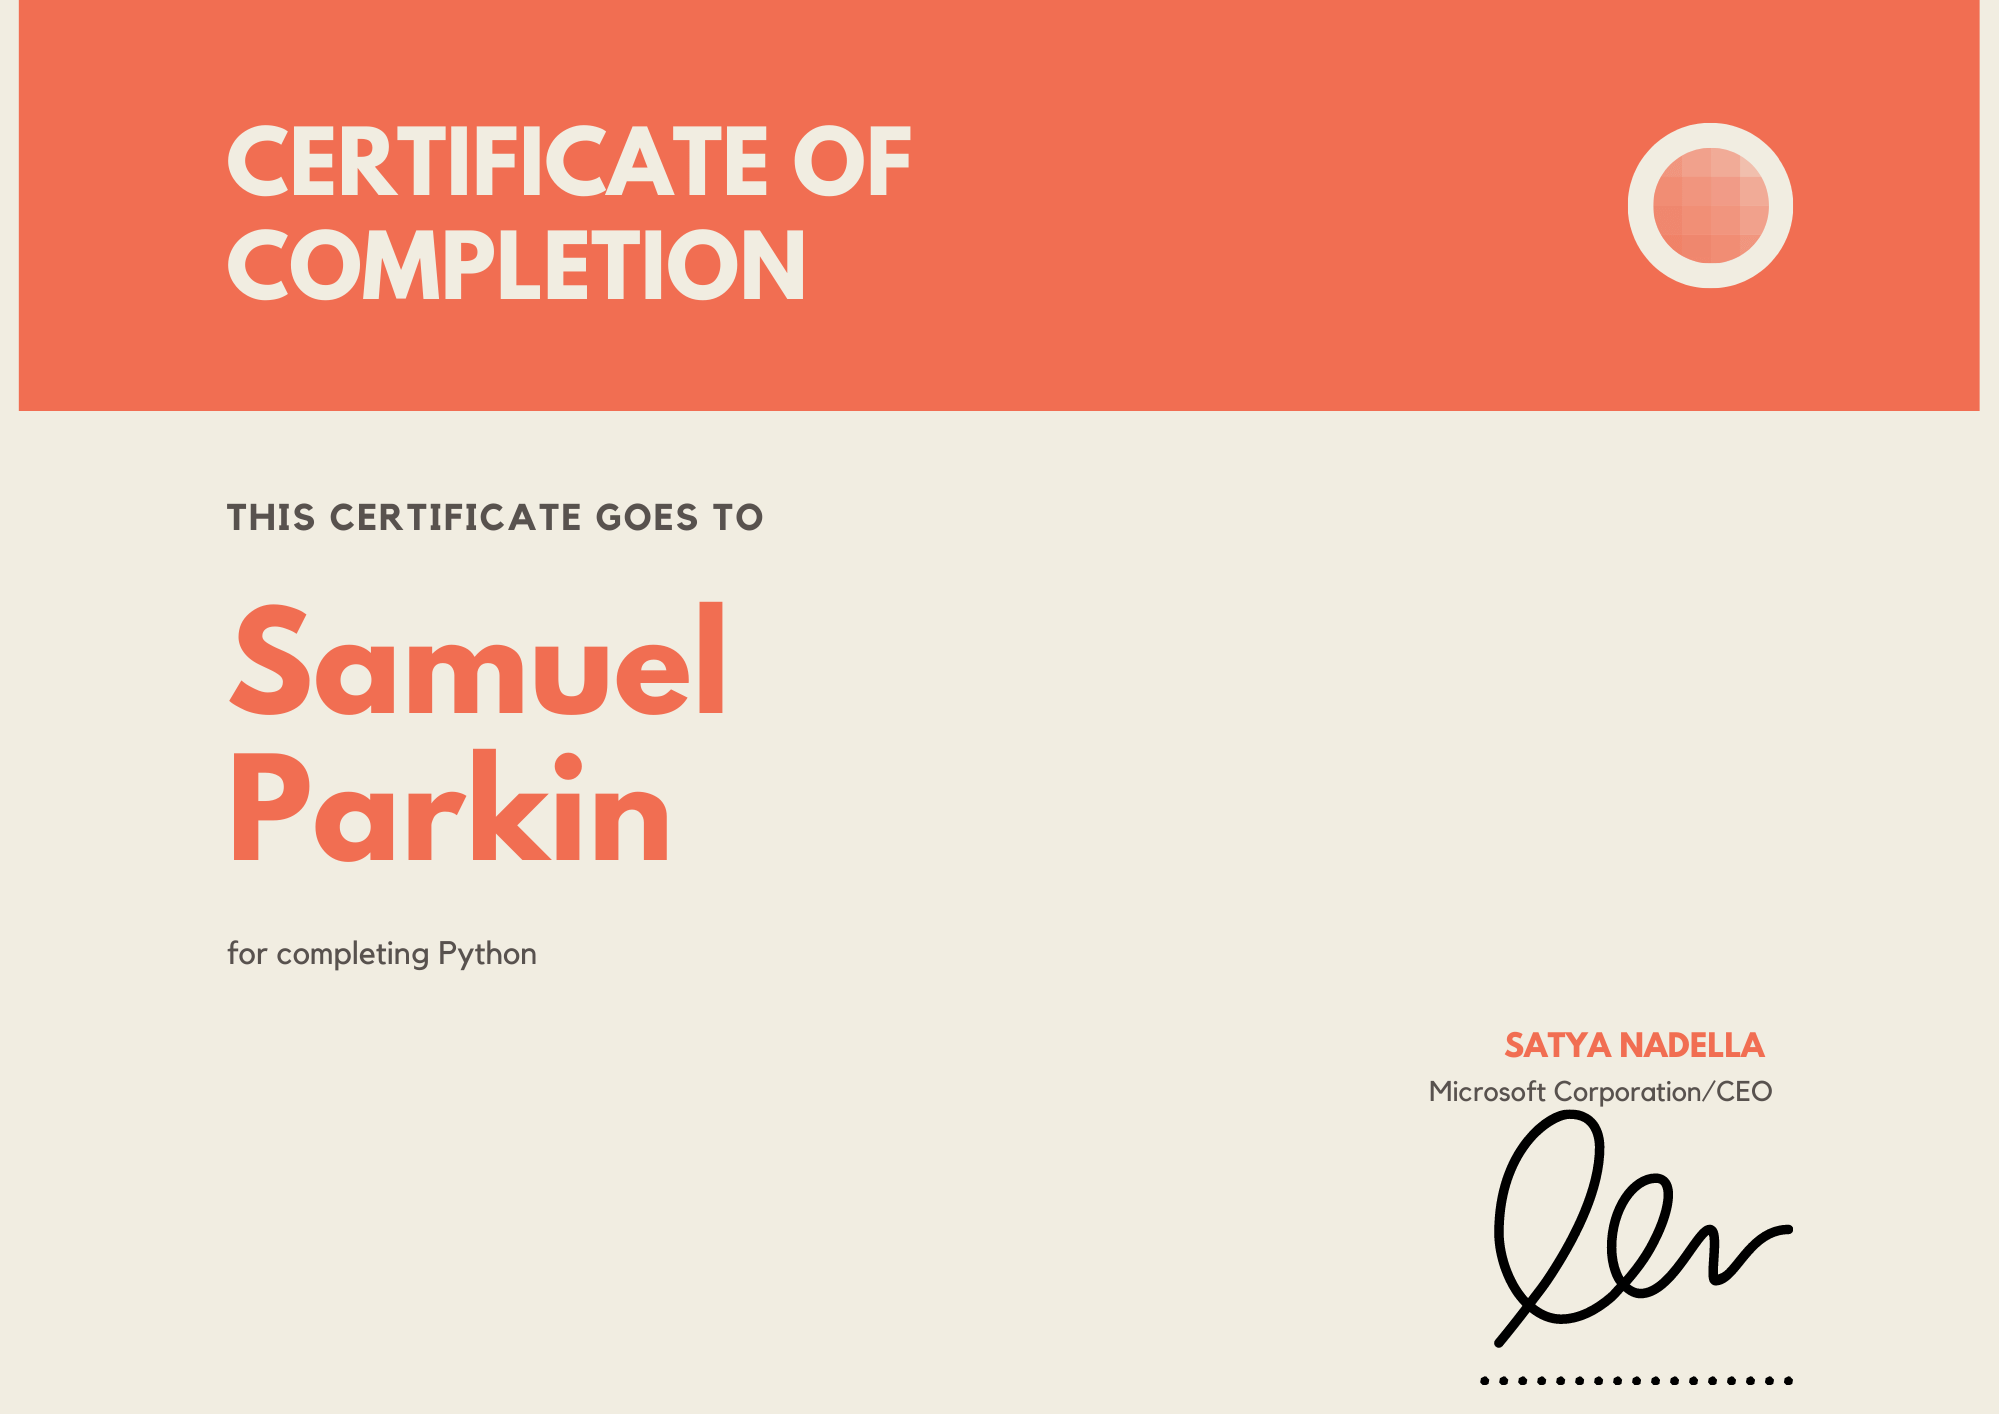 CERTIFICATE OF
COMPLETION
THIS CERTIFICATE GOES TO
Samuel
Parkin
for completing Python
SATYA NADELLA
Microsoft Corporation/CEO